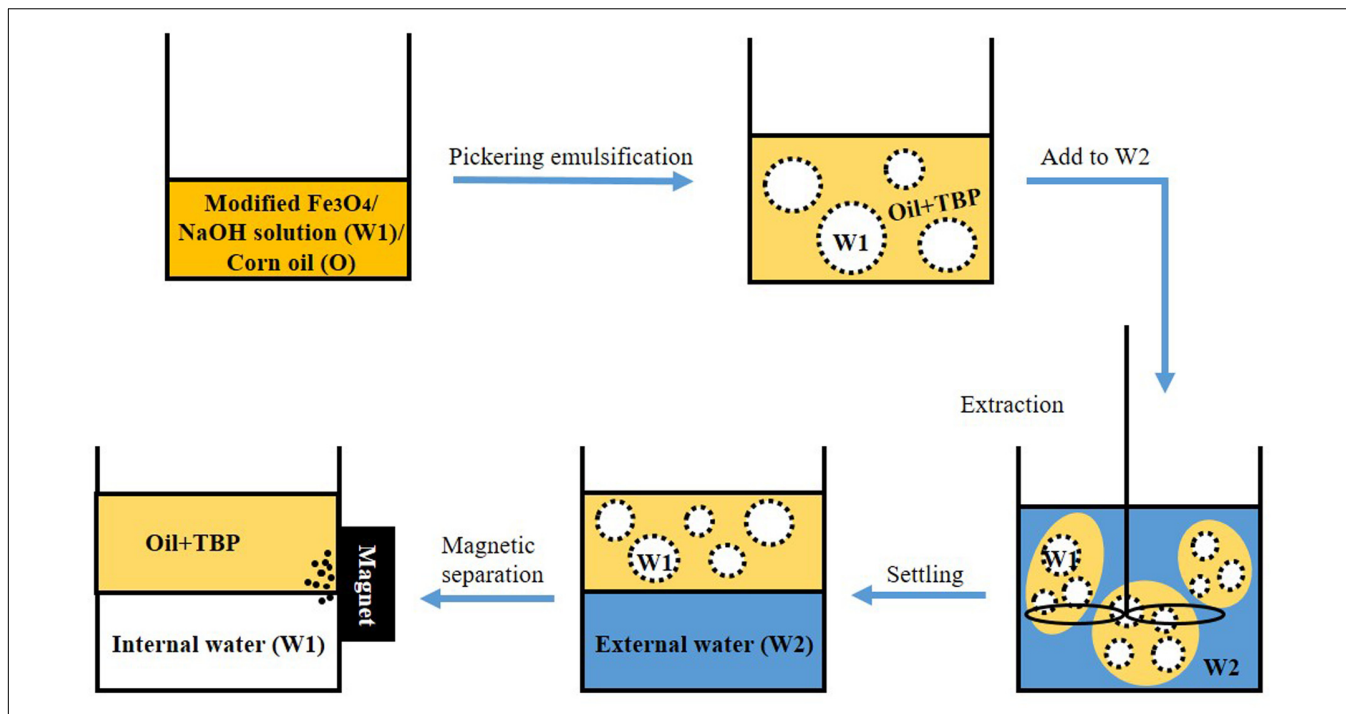 Modified Fe₃O₄/
NaOH solution (W1)/
Corn oil (O)
Pickering emulsification
Oil+TBP
W1
Add to W2
Extraction
W1
W2
Settling
W1
External water (W2)
Magnetic
separation
Oil+TBP
Magnet
Internal water (W1)